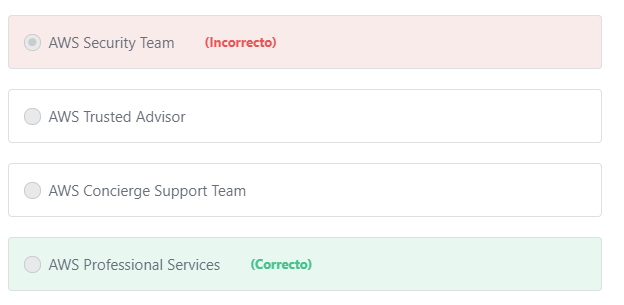 AWS Security Team (Incorrecto)
AWS Trusted Advisor
AWS Concierge Support Team
AWS Professional Services (Correcto)